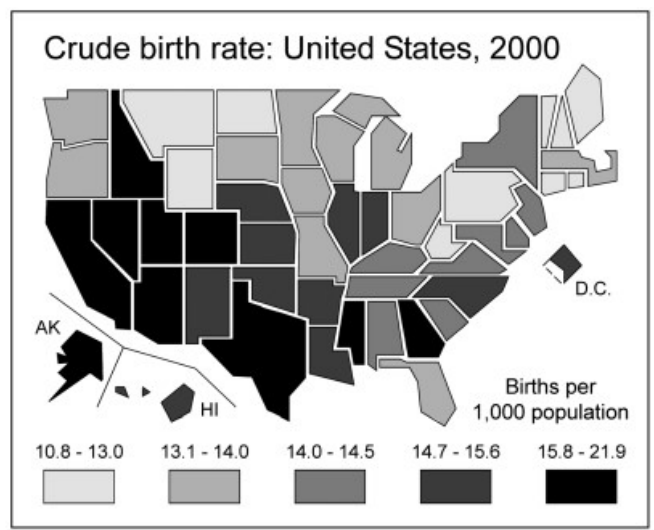 Crude birth rate: United States, 2000
D.C.
AK
HI
Births per
1,000 population
10.8 - 13.0 13.1 - 14.0 14.0 - 14.5 14.7 - 15.6 15.8 - 21.9